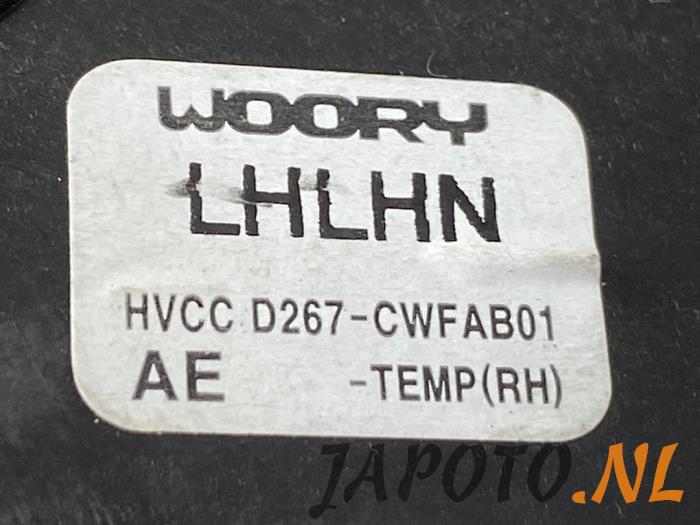 WOORY
LHLHN
HVCC D267-CWFAB01
AE -TEMP(RH)
JAPOTO.NL